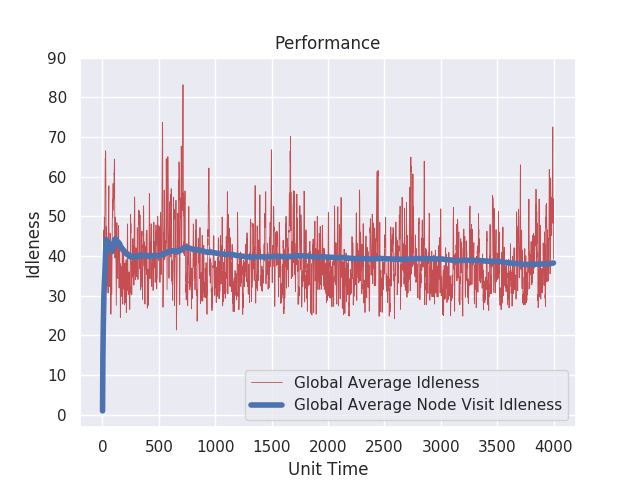 Performance
90
80
70
60
50
40
30
20
10
0
Idleness
Global Average Idleness
Global Average Node Visit Idleness
0 500 1000 1500 2000 2500 3000 3500 4000
Unit Time